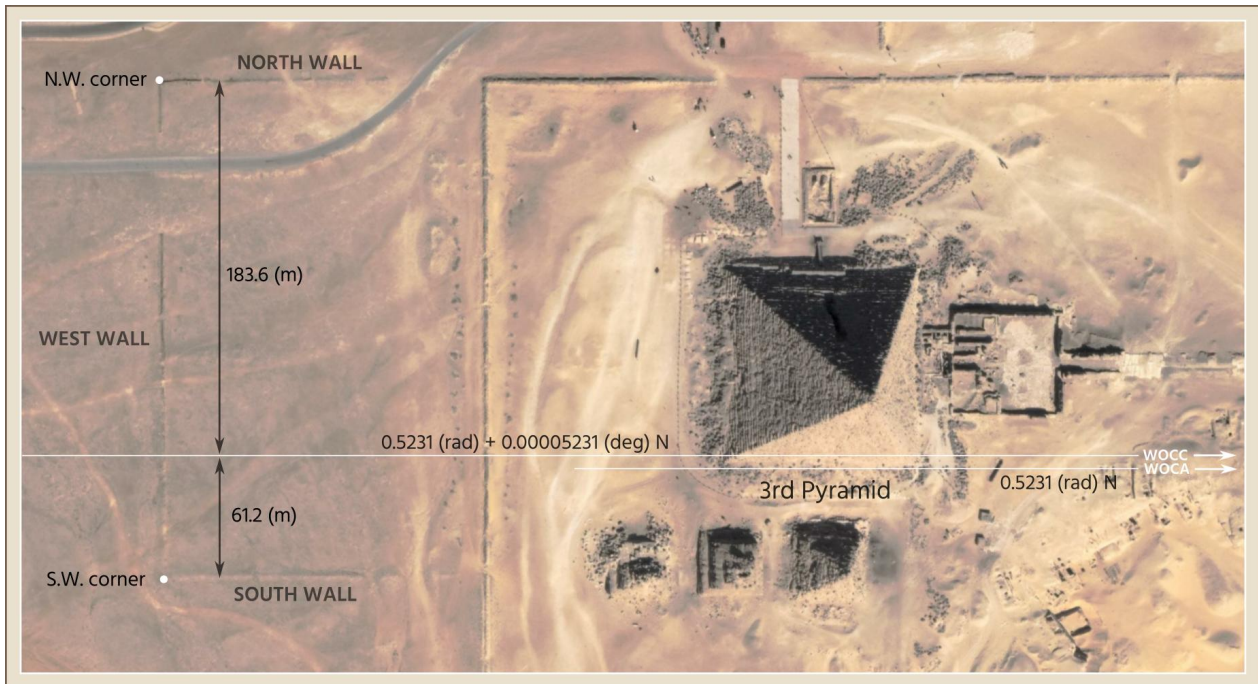 NORTH WALL
N.W. corner
183.6 (m)
WEST WALL
0.5231 (rad) + 0.00005231 (deg) N
WOCC
WOCA
0.5231 (rad) N
3rd Pyramid
61.2 (m)
S.W. corner
SOUTH WALL